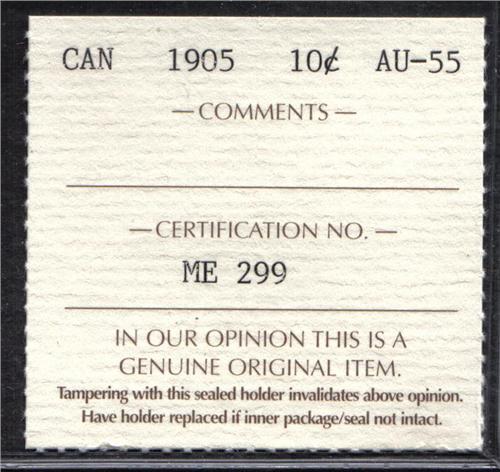 CAN 1905 10¢ AU-55
— COMMENTS —
— CERTIFICATION NO. —
ME 299
IN OUR OPINION THIS IS A
GENUINE ORIGINAL ITEM.
Tampering with this sealed holder invalidates above opinion.
Have holder replaced if inner package/seal not intact.